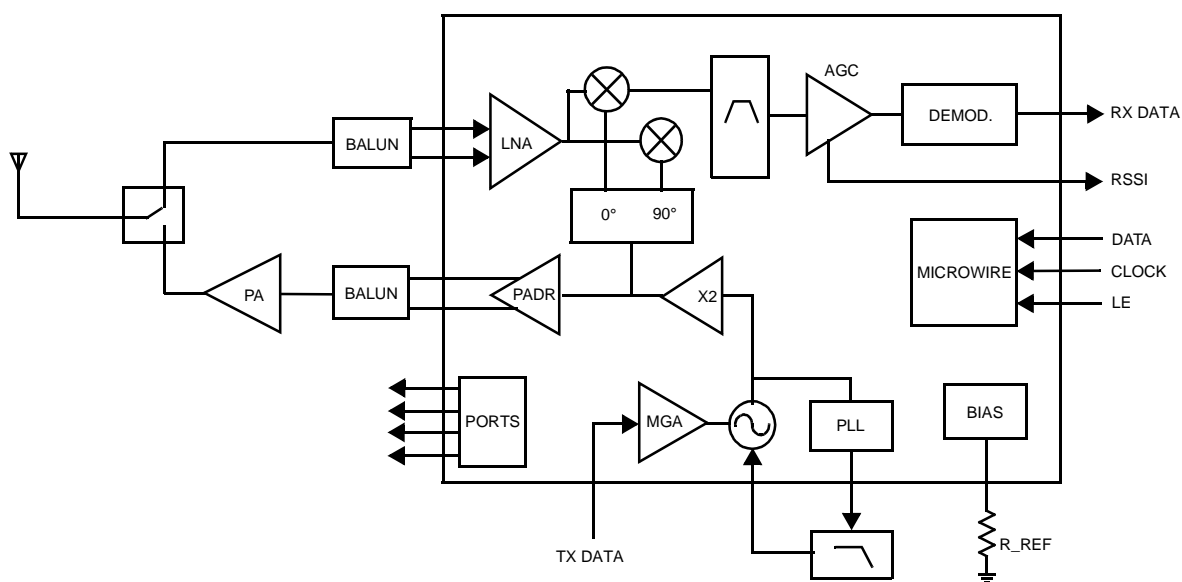 AGC
BALUN
LNA
DEMOD.
RX DATA
RSSI
0° 90°
DATA
MICROWIRE
CLOCK
LE
PA
BALUN
PADR
X2
PORTS
MGA
PLL
BIAS
TX DATA
R_REF